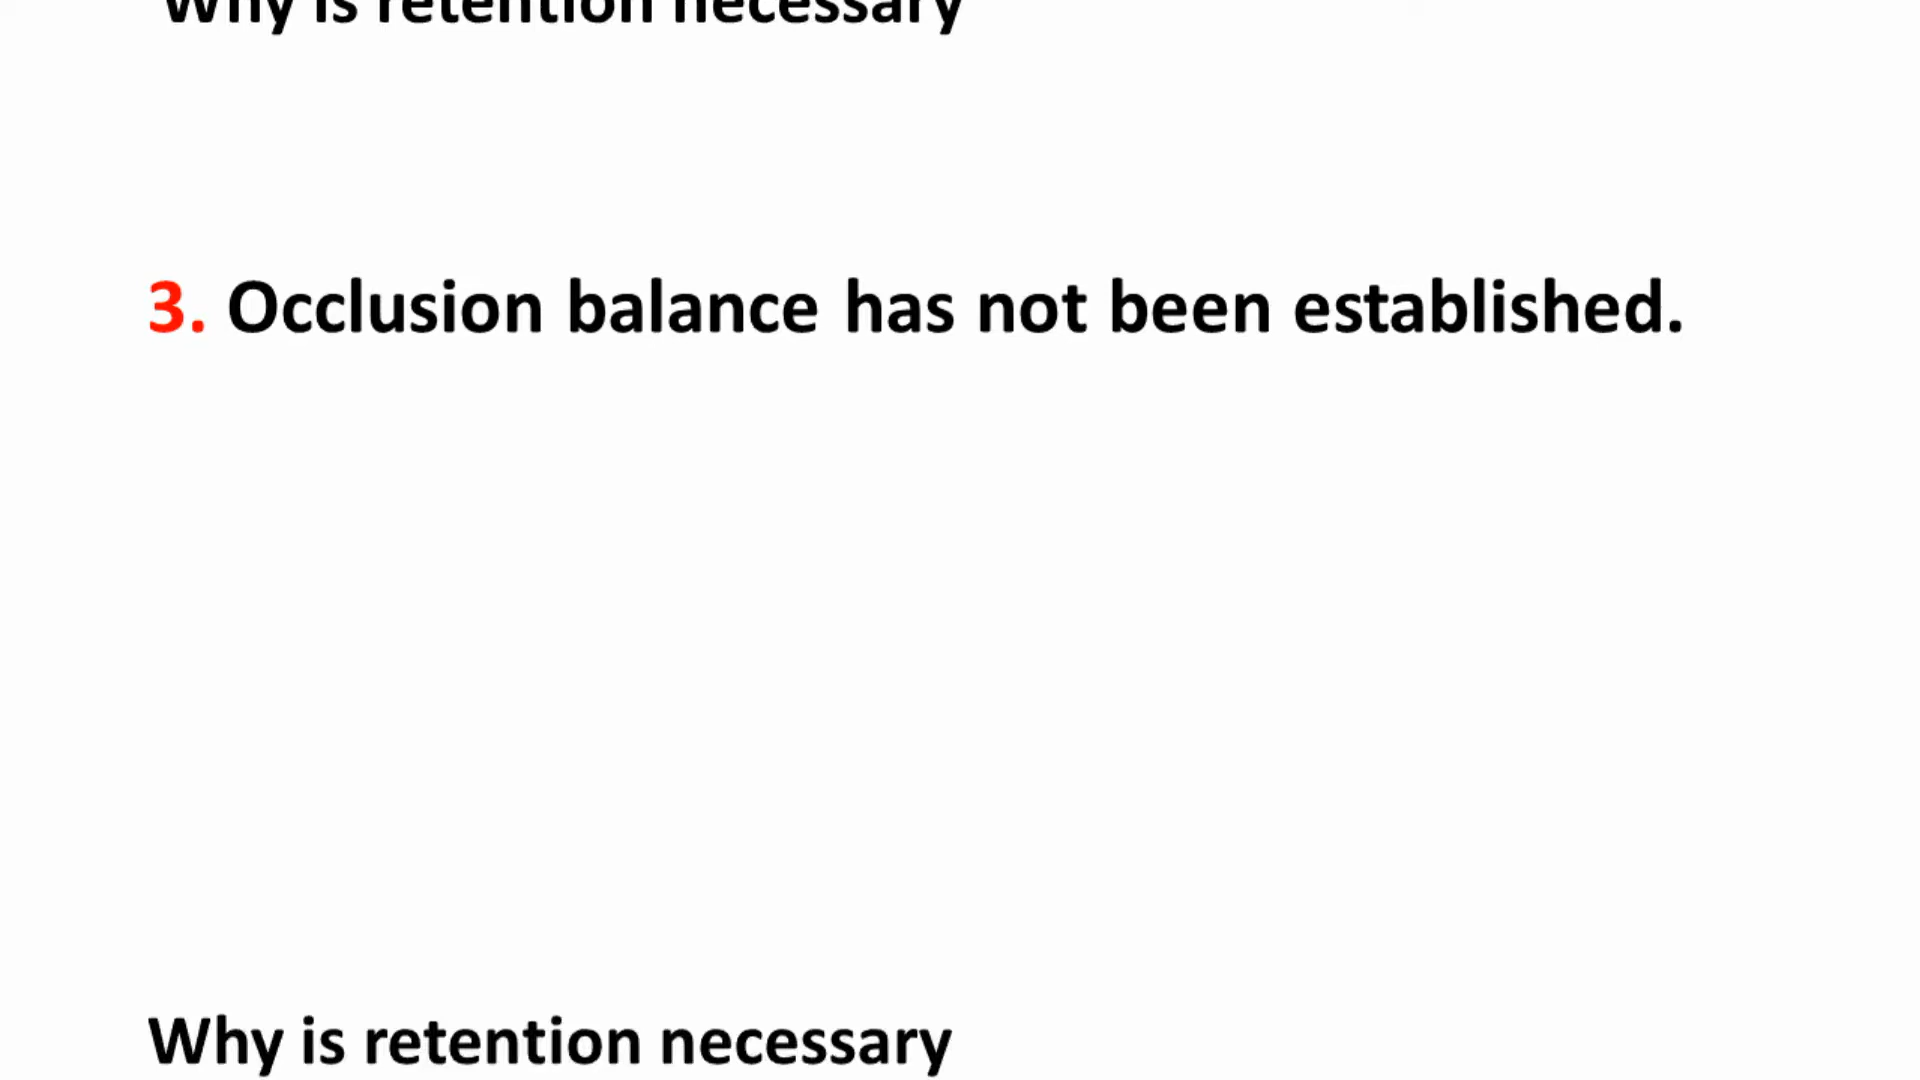 Why is retention necessary
3. Occlusion balance has not been established.
Why is retention necessary